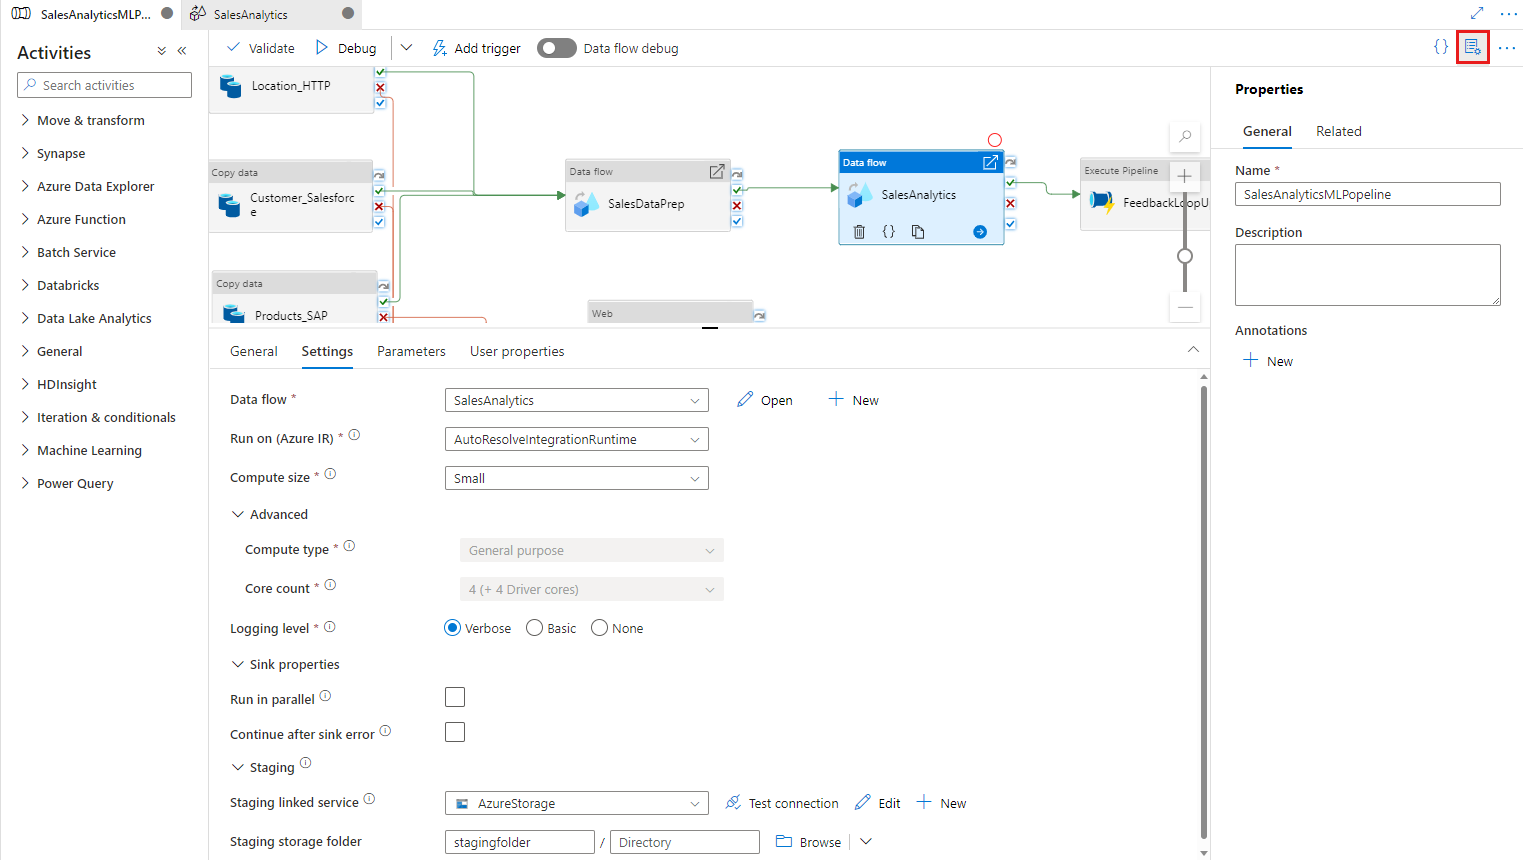 SalesAnalyticsMLP...
SalesAnalytics
Activities
Search activities
Move & transform
Synapse
Azure Data Explorer
Azure Function
Batch Service
Databricks
Data Lake Analytics
General
HDInsight
Iteration & conditionals
Machine Learning
Power Query
Validate
Debug
Add trigger
Data flow debug
Location_HTTP
Copy data
Customer_Salesforc
e
Copy data
Products_SAP
Data flow
SalesDataPrep
Web
Data flow
SalesAnalytics
Execute Pipeline
FeedbackLoopU
General
Settings
Parameters
User properties
Data flow *
SalesAnalytics
Open
New
Run on (Azure IR) *
AutoResolveIntegrationRuntime
Compute size *
Small
Advanced
Compute type *
General purpose
Core count *
4 (+ 4 Driver cores)
Logging level *
Verbose
Basic
None
Sink properties
Run in parallel
Continue after sink error
Staging
Staging linked service
AzureStorage
Test connection
Edit
New
Staging storage folder
stagingfolder
/
Directory
Browse
Properties
General
Related
Name *
SalesAnalyticsMLPopeline
Description
Annotations
New